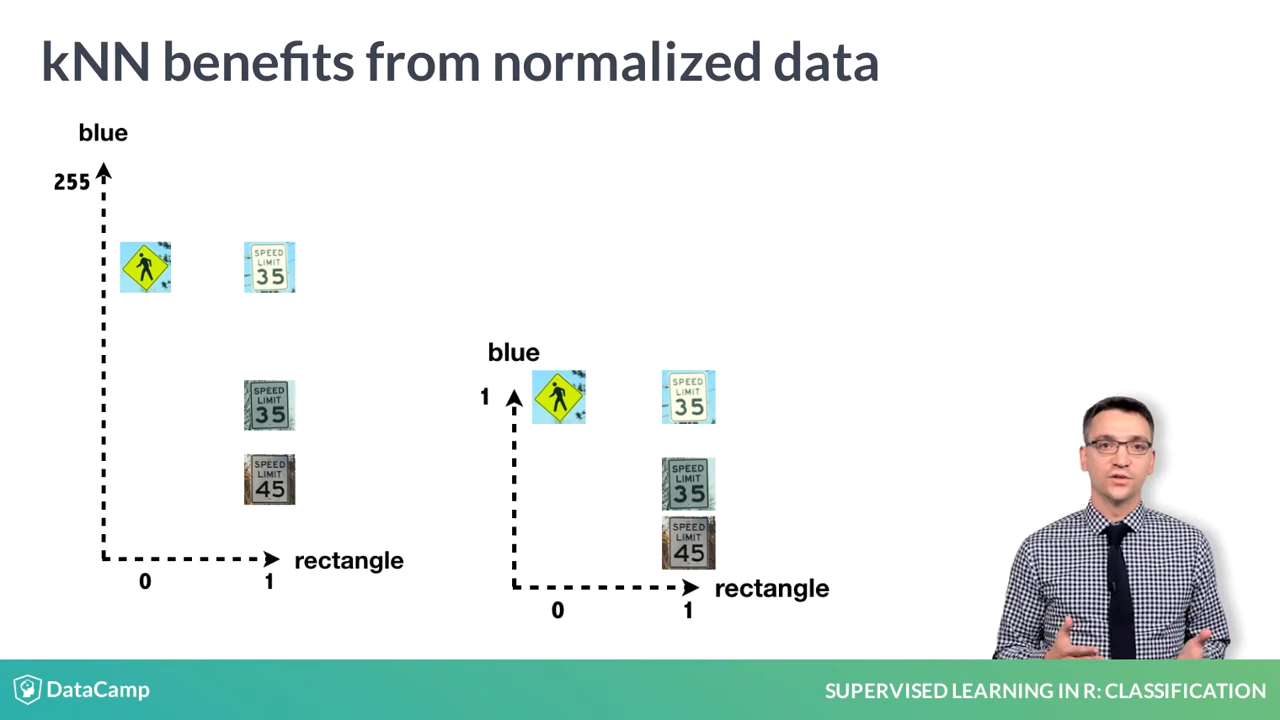 kNN benefits from normalized data
blue
255
SPEED
LIMIT
35
SPEED
LIMIT
35
SPEED
LIMIT
45
rectangle
0
1
blue
1
SPEED
LIMIT
35
SPEED
LIMIT
35
SPEED
LIMIT
45
rectangle
0
1
DataCamp
SUPERVISED LEARNING IN R: CLASSIFICATION